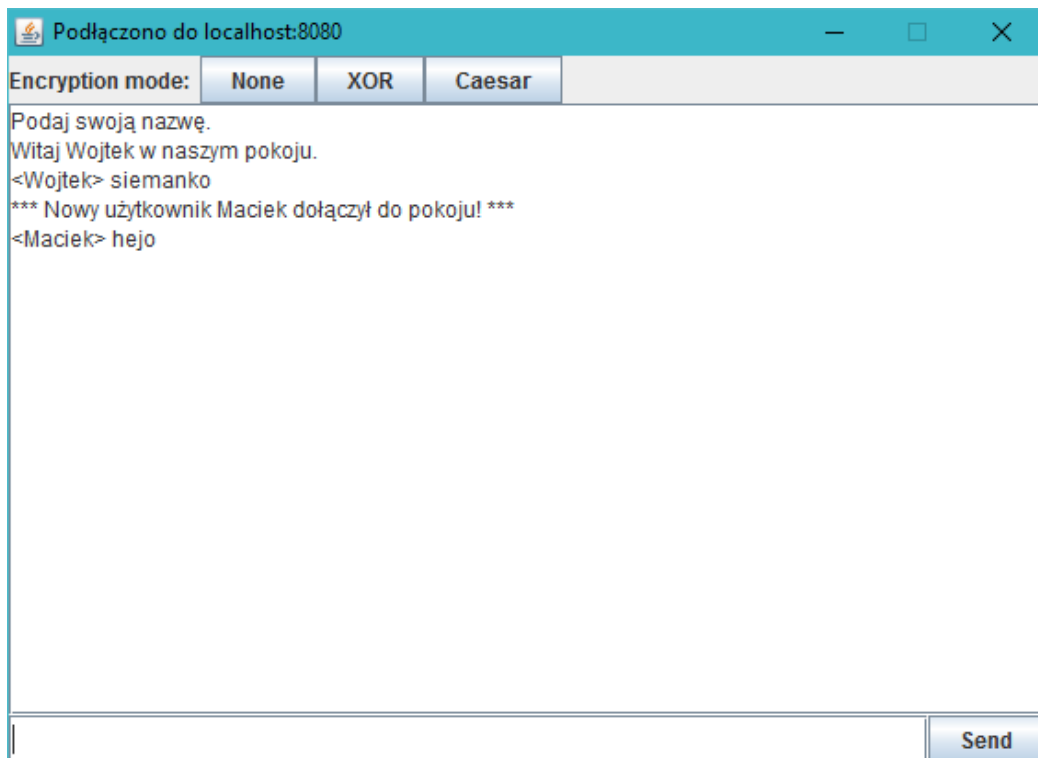 Podłączono do localhost:8080
Encryption mode: None XOR Caesar
Podaj swoją nazwę.
Witaj Wojtek w naszym pokoju.
<Wojtek> siemanko
*** Nowy użytkownik Maciek dołączył do pokoju! ***
<Maciek> hejo
Send